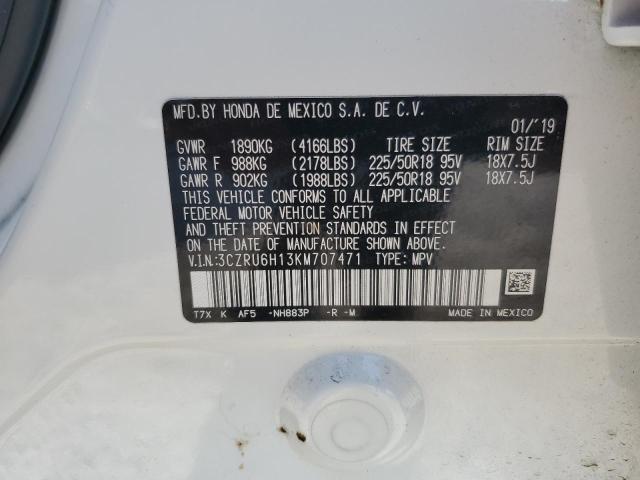 MFD.BY HONDA DE MEXICO S.A. DE C.V.
01/'19
GVWR 1890KG (4166LBS) TIRE SIZE RIM SIZE
GAWR F 988KG (2178LBS) 225/50R18 95V 18X7.5J
GAWR R 902KG (1988LBS) 225/50R18 95V 18X7.5J
THIS VEHICLE CONFORMS TO ALL APPLICABLE
FEDERAL MOTOR VEHICLE SAFETY
AND THEFT PREVENTION STANDARDS IN EFFECT
ON THE DATE OF MANUFACTURE SHOWN ABOVE.
V.I.N:3CZRU6H13KM707471 TYPE: MPV
T7X K AF5 -NH883P -R -M
MADE IN MEXICO